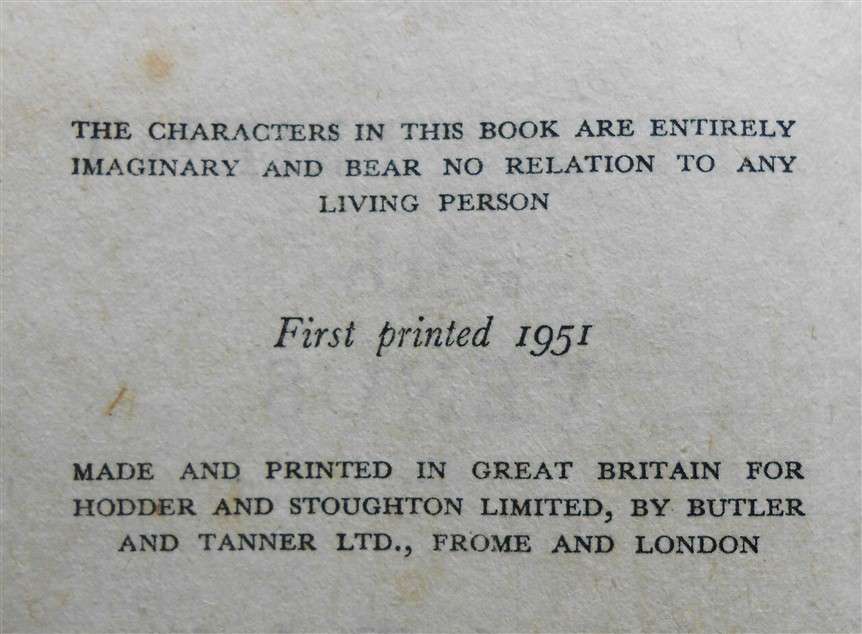 THE CHARACTERS IN THIS BOOK ARE ENTIRELY
IMAGINARY AND BEAR NO RELATION TO ANY
LIVING PERSON
First printed 1951
MADE AND PRINTED IN GREAT BRITAIN FOR
HODDER AND STOUGHTON LIMITED, BY BUTLER
AND TANNER LTD., FROME AND LONDON